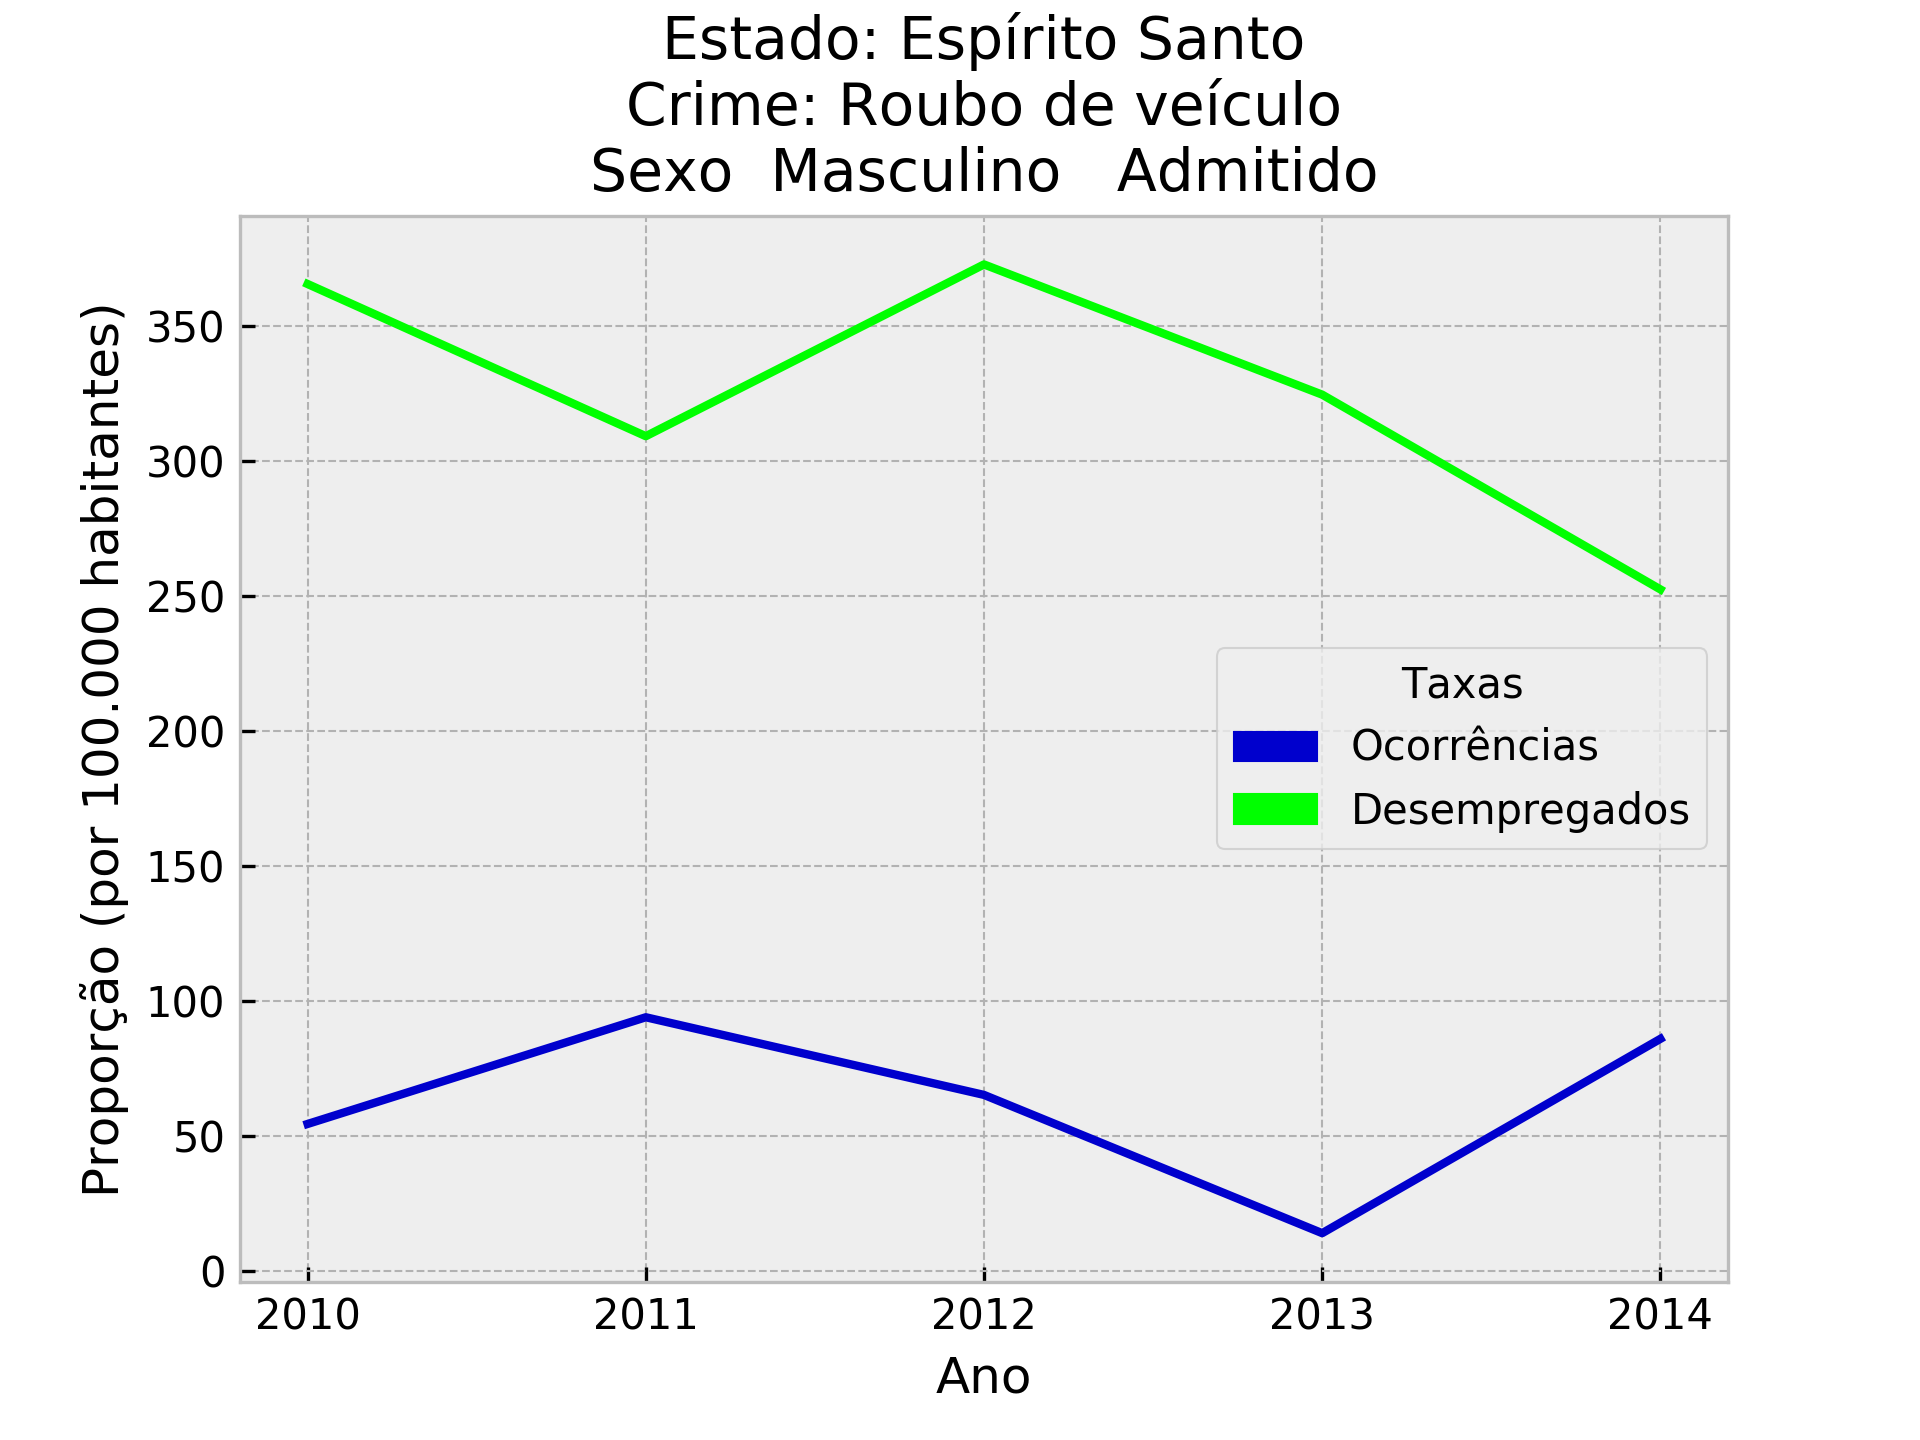 Estado: Espírito Santo
Crime: Roubo de veículo
Sexo  Masculino   Admitido
Proporção (por 100.000 habitantes)
350
300
250
200
150
100
50
0
Taxas
Ocorrências
Desempregados
2010 2011 2012 2013 2014
Ano